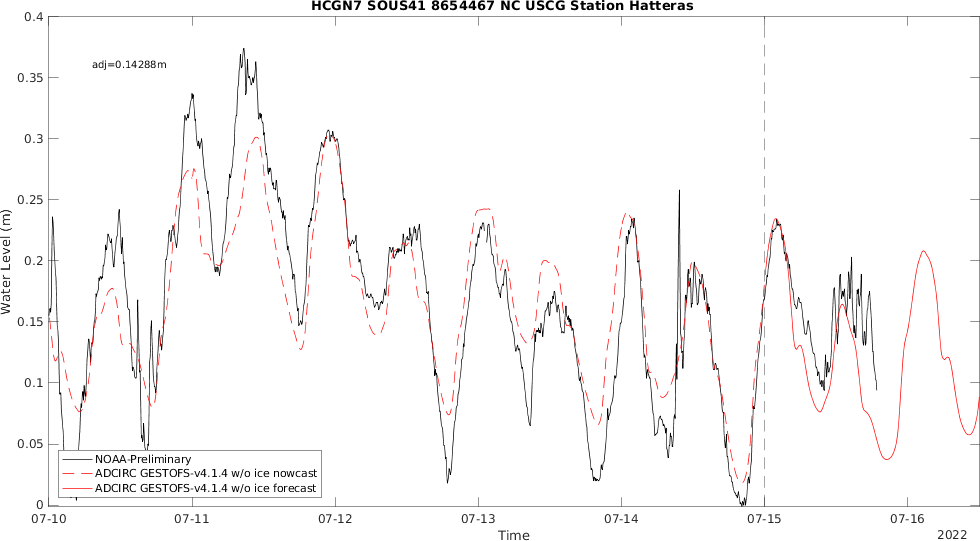 HCGN7 SOUS41 8654467 NC USCG Station Hatteras
0.4
adj=0.14288m
0.35
0.3
0.25
0.2
0.15
0.1
0.05
0
Water Level (m)
NOAA-Preliminary
ADCIRC GESTOFS-v4.1.4 w/o ice nowcast
ADCIRC GESTOFS-v4.1.4 w/o ice forecast
07-10 07-11 07-12 07-13 07-14 07-15 07-16
Time
2022